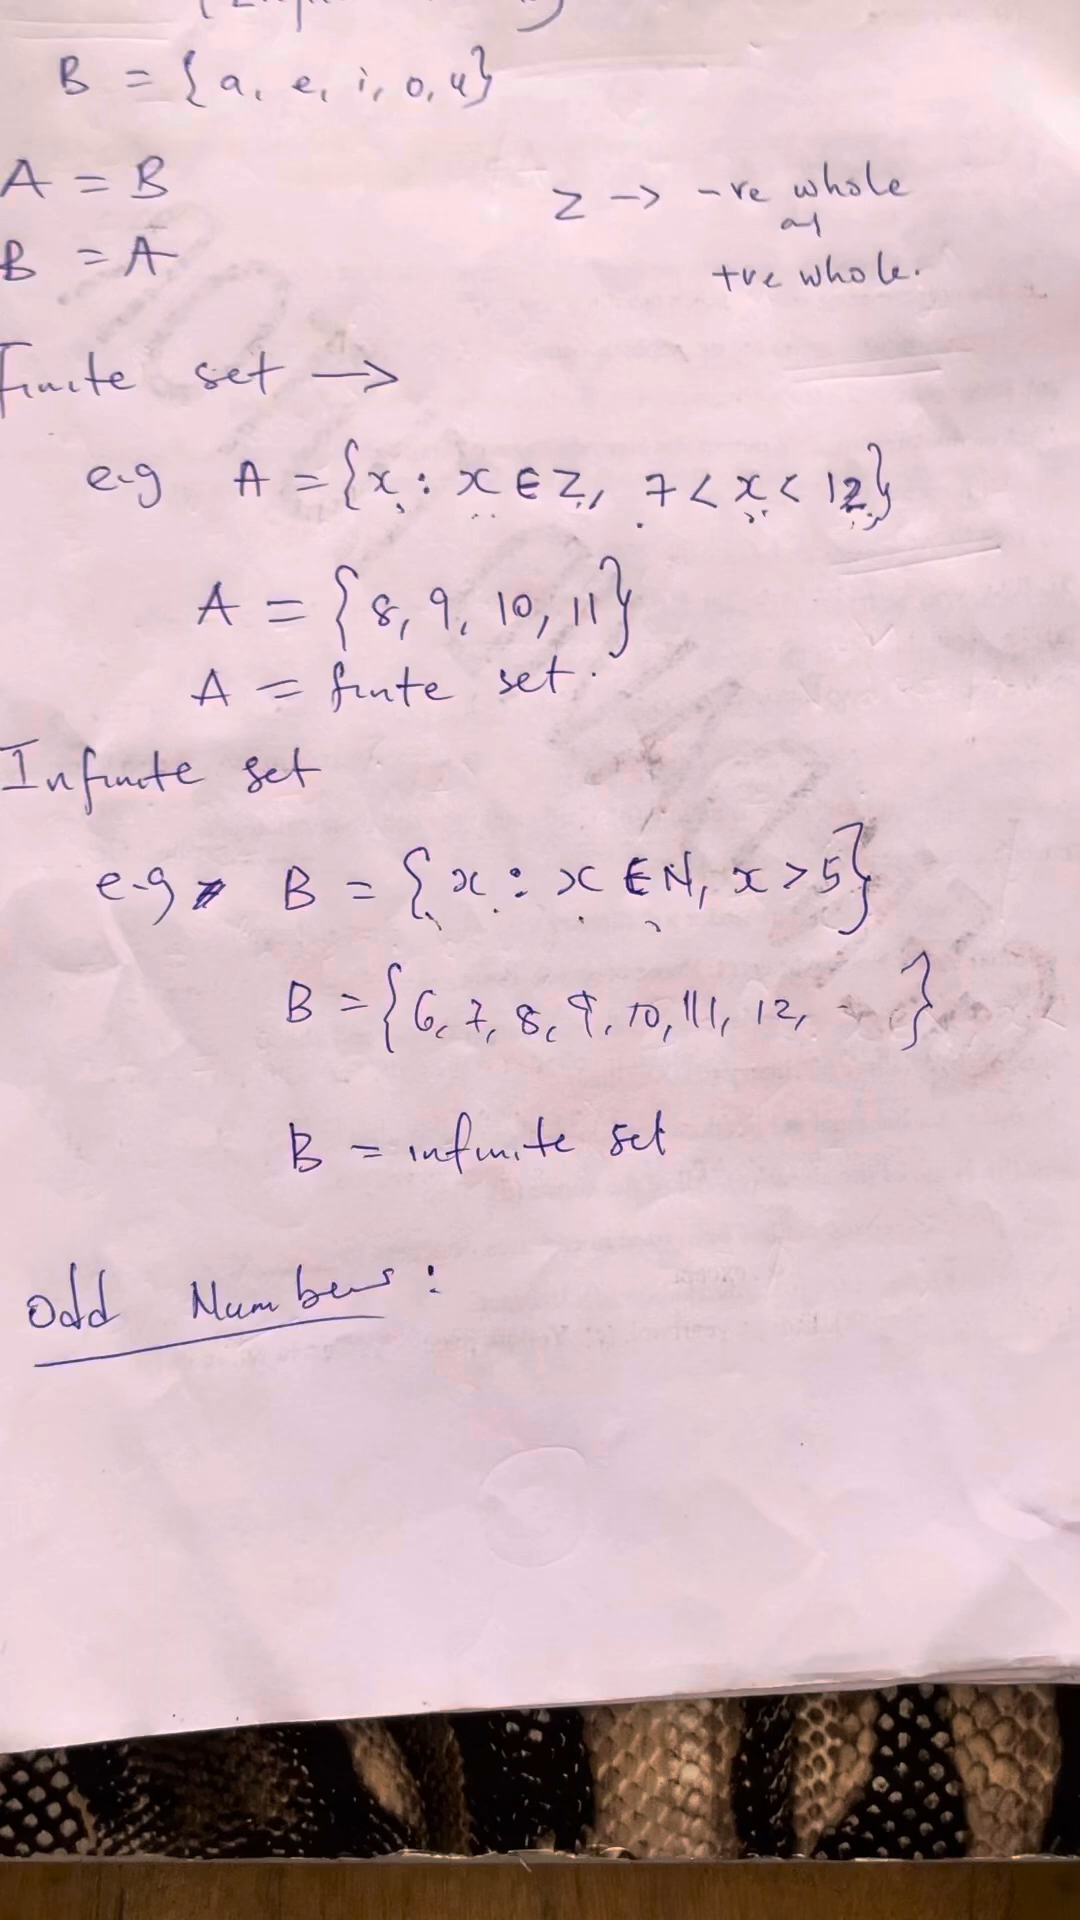 B = {a, e, i, o, u}
A = B
B = A
Z → -ve whole
and
+ve whole.
Finite set →
e.g A = {x : x ∈ Z, 7 < x < 12}
A = {8, 9, 10, 11}
A = finte set.
Infinite set
e.g B = {x : x ∈ N, x > 5}
B = {6, 7, 8, 9, 10, 11, 12, }
B = infinite set
Odd Numbers :